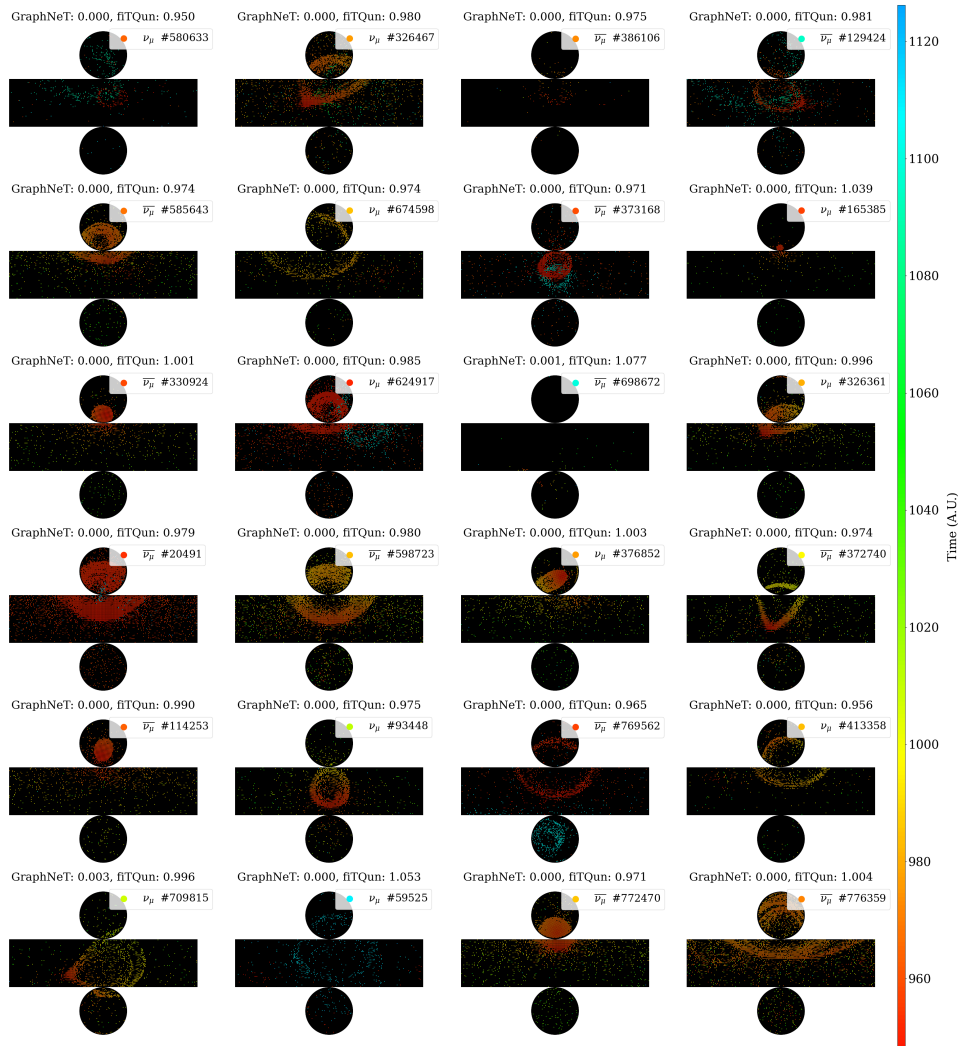 GraphNeT: 0.000, fiTQun: 0.950
ν_μ #580633
GraphNeT: 0.000, fiTQun: 0.980
ν_μ #326467
GraphNeT: 0.000, fiTQun: 0.975
ν̅_μ #386106
GraphNeT: 0.000, fiTQun: 0.981
ν̅_μ #129424
GraphNeT: 0.000, fiTQun: 0.974
ν̅_μ #585643
GraphNeT: 0.000, fiTQun: 0.974
ν_μ #674598
GraphNeT: 0.000, fiTQun: 0.971
ν̅_μ #373168
GraphNeT: 0.000, fiTQun: 1.039
ν_μ #165385
GraphNeT: 0.000, fiTQun: 1.001
ν̅_μ #330924
GraphNeT: 0.000, fiTQun: 0.985
ν_μ #624917
GraphNeT: 0.001, fiTQun: 1.077
ν̅_μ #698672
GraphNeT: 0.000, fiTQun: 0.996
ν_μ #326361
GraphNeT: 0.000, fiTQun: 0.979
ν̅_μ #20491
GraphNeT: 0.000, fiTQun: 0.980
ν̅_μ #598723
GraphNeT: 0.000, fiTQun: 1.003
ν_μ #376852
GraphNeT: 0.000, fiTQun: 0.974
ν̅_μ #372740
GraphNeT: 0.000, fiTQun: 0.990
ν̅_μ #114253
GraphNeT: 0.000, fiTQun: 0.975
ν_μ #93448
GraphNeT: 0.000, fiTQun: 0.965
ν̅_μ #769562
GraphNeT: 0.000, fiTQun: 0.956
ν_μ #413358
GraphNeT: 0.003, fiTQun: 0.996
ν_μ #709815
GraphNeT: 0.000, fiTQun: 1.053
ν_μ #59525
GraphNeT: 0.000, fiTQun: 0.971
ν̅_μ #772470
GraphNeT: 0.000, fiTQun: 1.004
ν̅_μ #776359
1120
1100
1080
1060
1040
1020
1000
980
960
Time (A.U.)